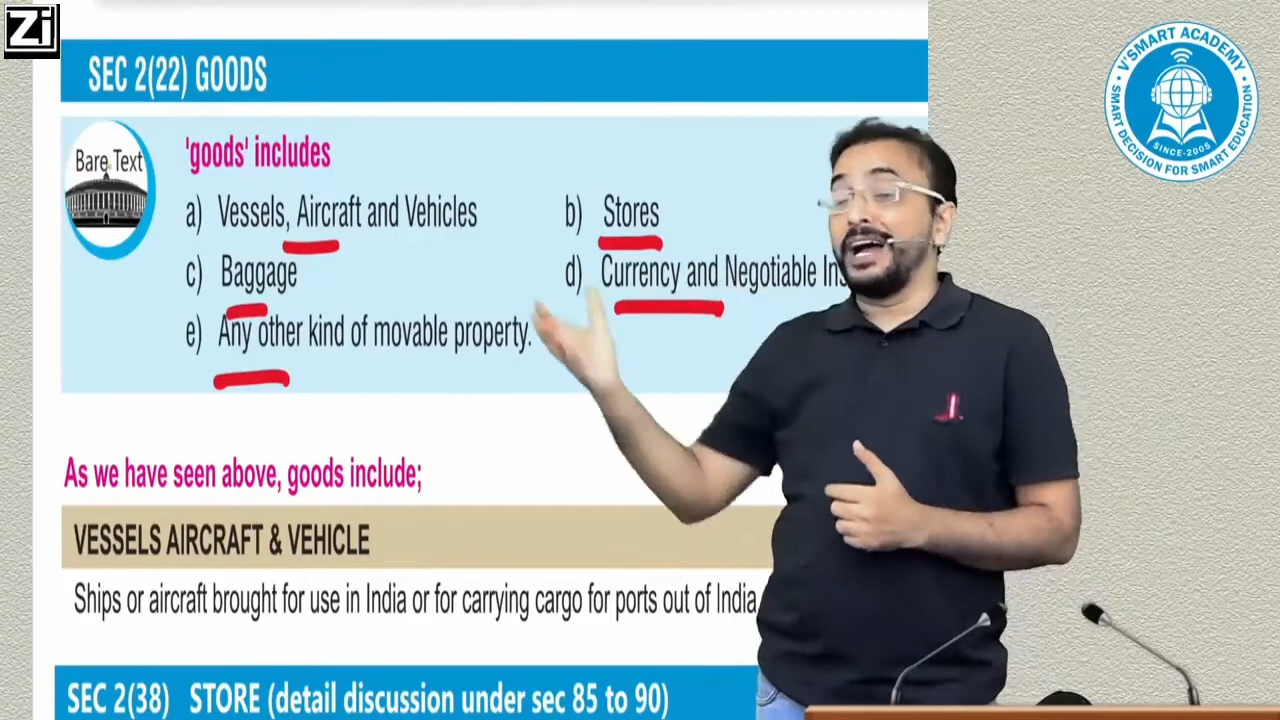 Zi
SEC 2(22) GOODS
Bare Text
'goods' includes
a) Vessels, Aircraft and Vehicles
b) Stores
c) Baggage
d) Currency and Negotiable
e) Any other kind of movable property.
As we have seen above, goods include;
VESSELS AIRCRAFT & VEHICLE
Ships or aircraft brought for use in India or for carrying cargo for ports out of India
SEC 2(38) STORE (detail discussion under sec 85 to 90)
V'SMART ACADEMY
SINCE-2005
SMART DECISION FOR SMART EDUCATION